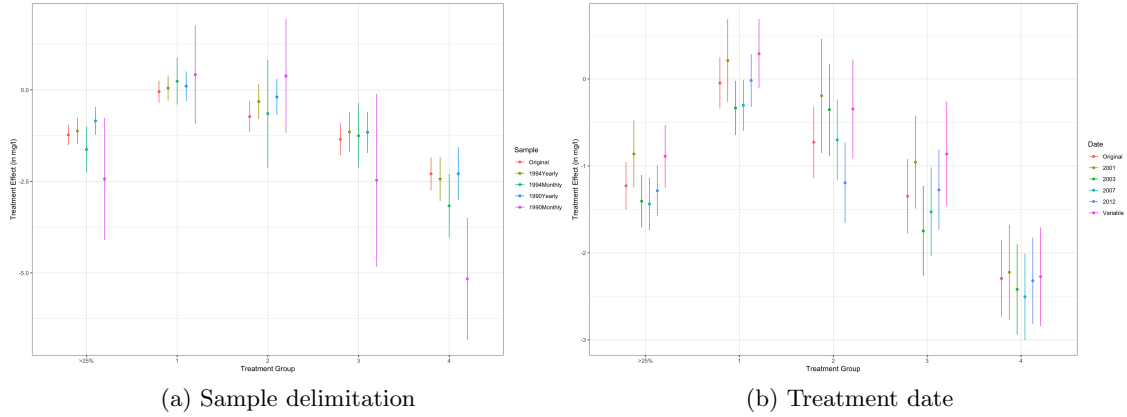 Treatment Effect (in mg/l)
0.0
-2.5
-5.0
>25%
1
2
3
4
Treatment Group
Sample
Original
1994Yearly
1994Monthly
1990Yearly
1990Monthly
(a) Sample delimitation
Treatment Effect (in mg/l)
0
-1
-2
-3
>25%
1
2
3
4
Treatment Group
Date
Original
2001
2003
2007
2012
Variable
(b) Treatment date